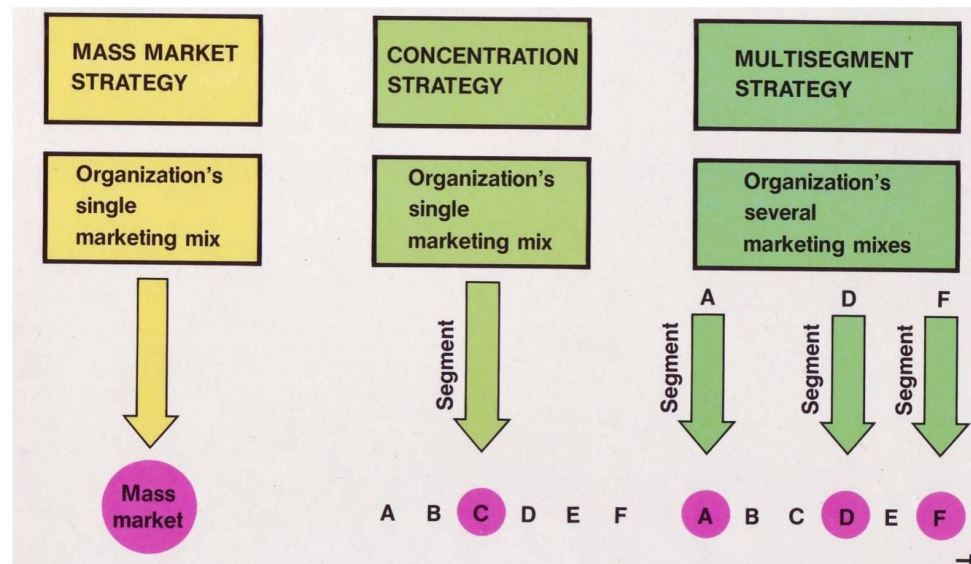 MASS MARKET
STRATEGY
Organization's
single
marketing mix
Mass
market
CONCENTRATION
STRATEGY
Organization's
single
marketing mix
Segment
A B C D E F
MULTISEGMENT
STRATEGY
Organization's
several
marketing mixes
A D F
Segment Segment Segment
A B C D E F